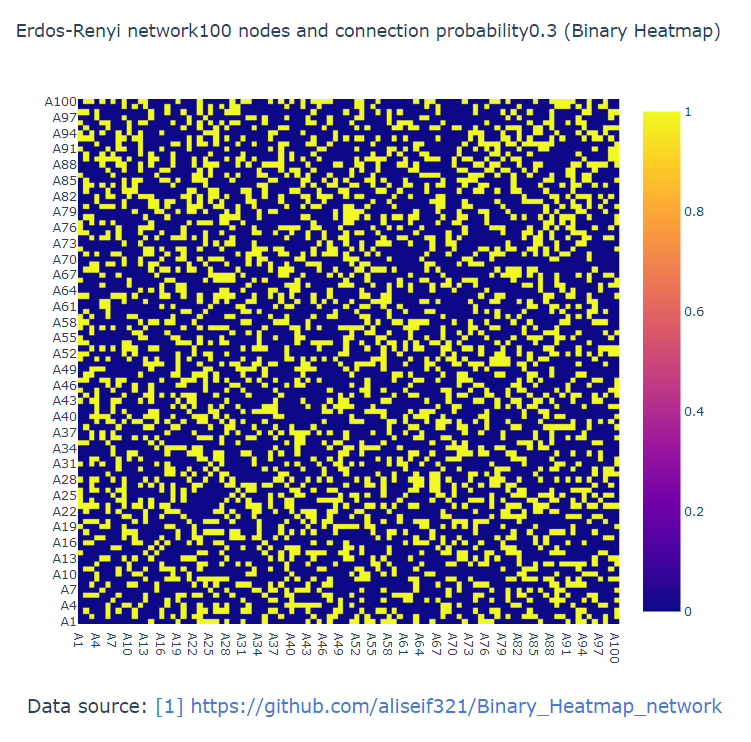 Erdos-Renyi network100 nodes and connection probability0.3 (Binary Heatmap)
A100
A97
A94
A91
A88
A85
A82
A79
A76
A73
A70
A67
A64
A61
A58
A55
A52
A49
A46
A43
A40
A37
A34
A31
A28
A25
A22
A19
A16
A13
A10
A7
A4
A1
A1 A4 A7 A10 A13 A16 A19 A22 A25 A28 A31 A34 A37 A40 A43 A46 A49 A52 A55 A58 A61 A64 A67 A70 A73 A76 A79 A82 A85 A88 A91 A94 A97 A100
1
0.8
0.6
0.4
0.2
0
Data source: [1] https://github.com/aliseif321/Binary_Heatmap_network